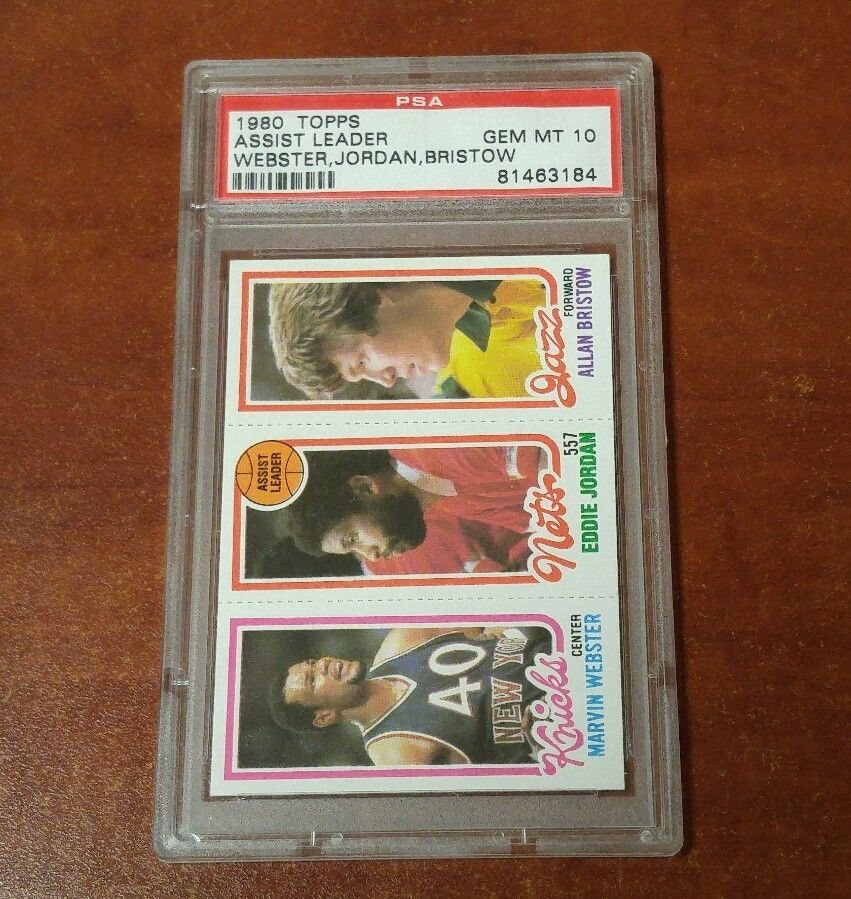 PSA
1980 TOPPS
ASSIST LEADER GEM MT 10
WEBSTER,JORDAN,BRISTOW
81463184
Jazz
FORWARD
ALLAN BRISTOW
ASSIST
LEADER
Nets
557
EDDIE JORDAN
40
NEW YO
Knicks
CENTER
MARVIN WEBSTER